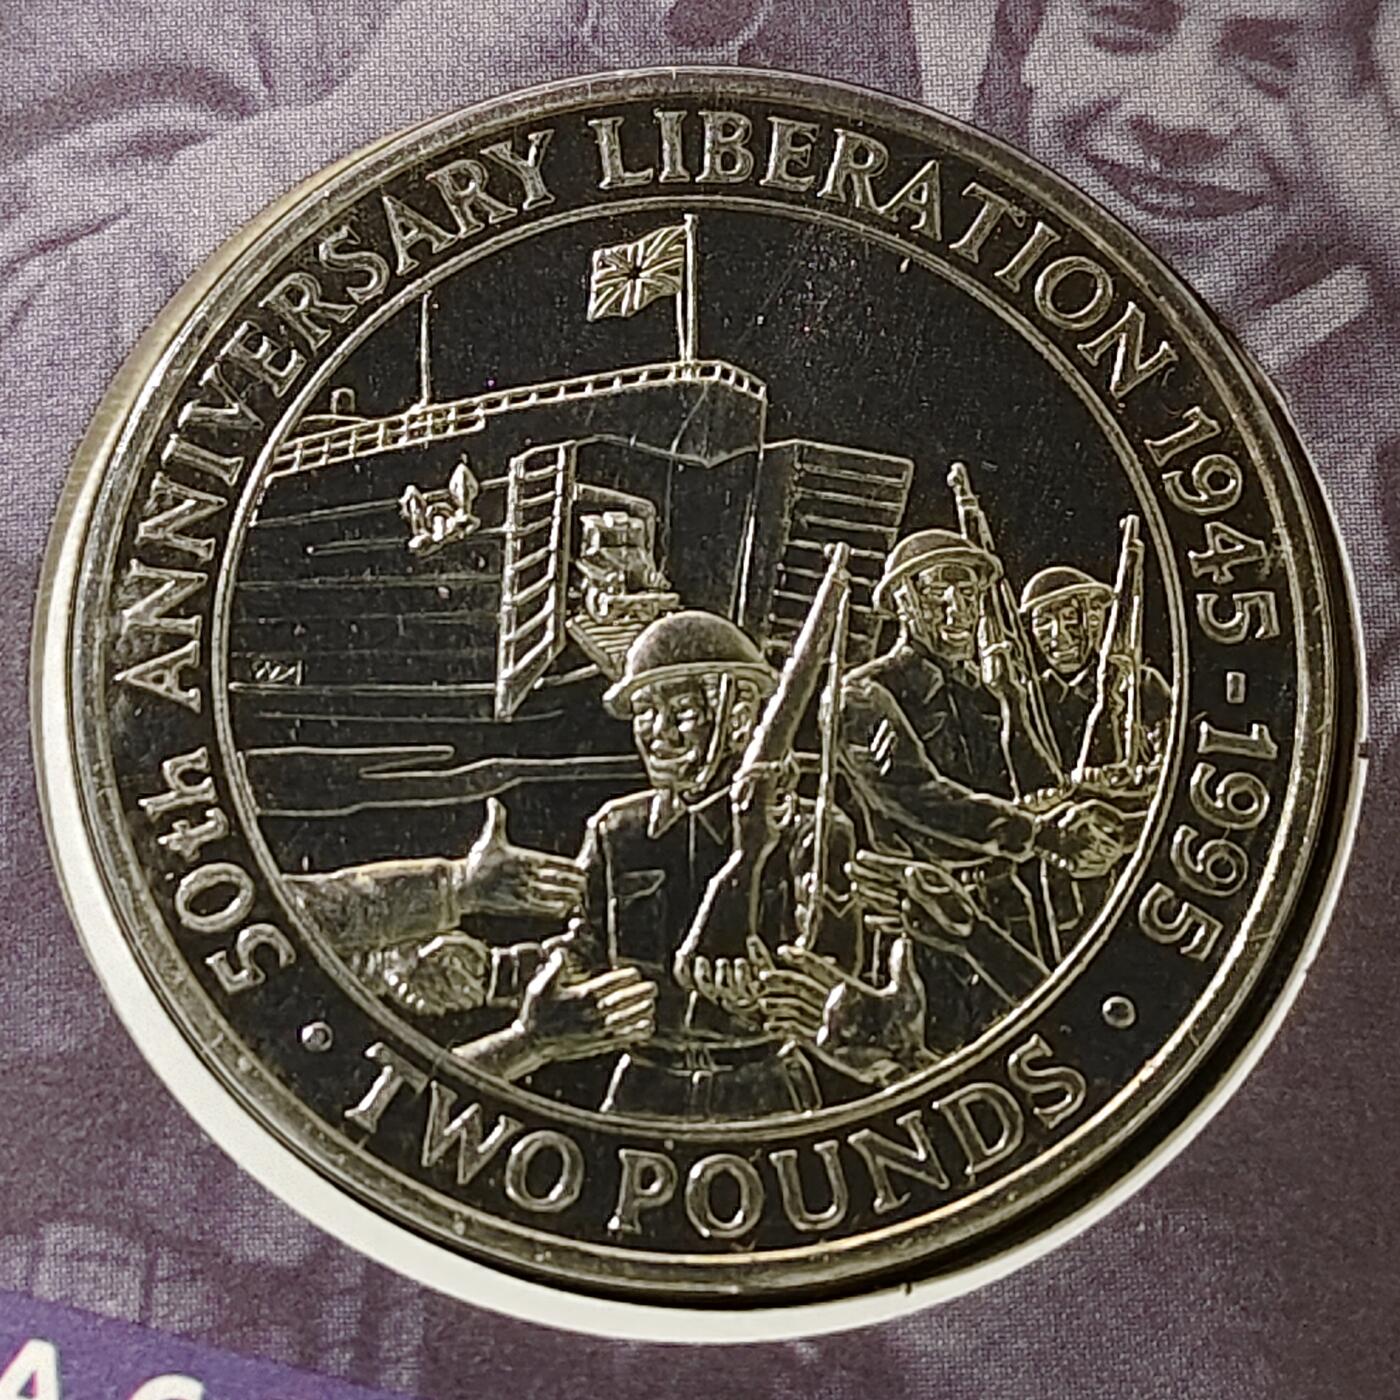 50th ANNIVERSARY LIBERATION 1945-1995
• TWO POUNDS •